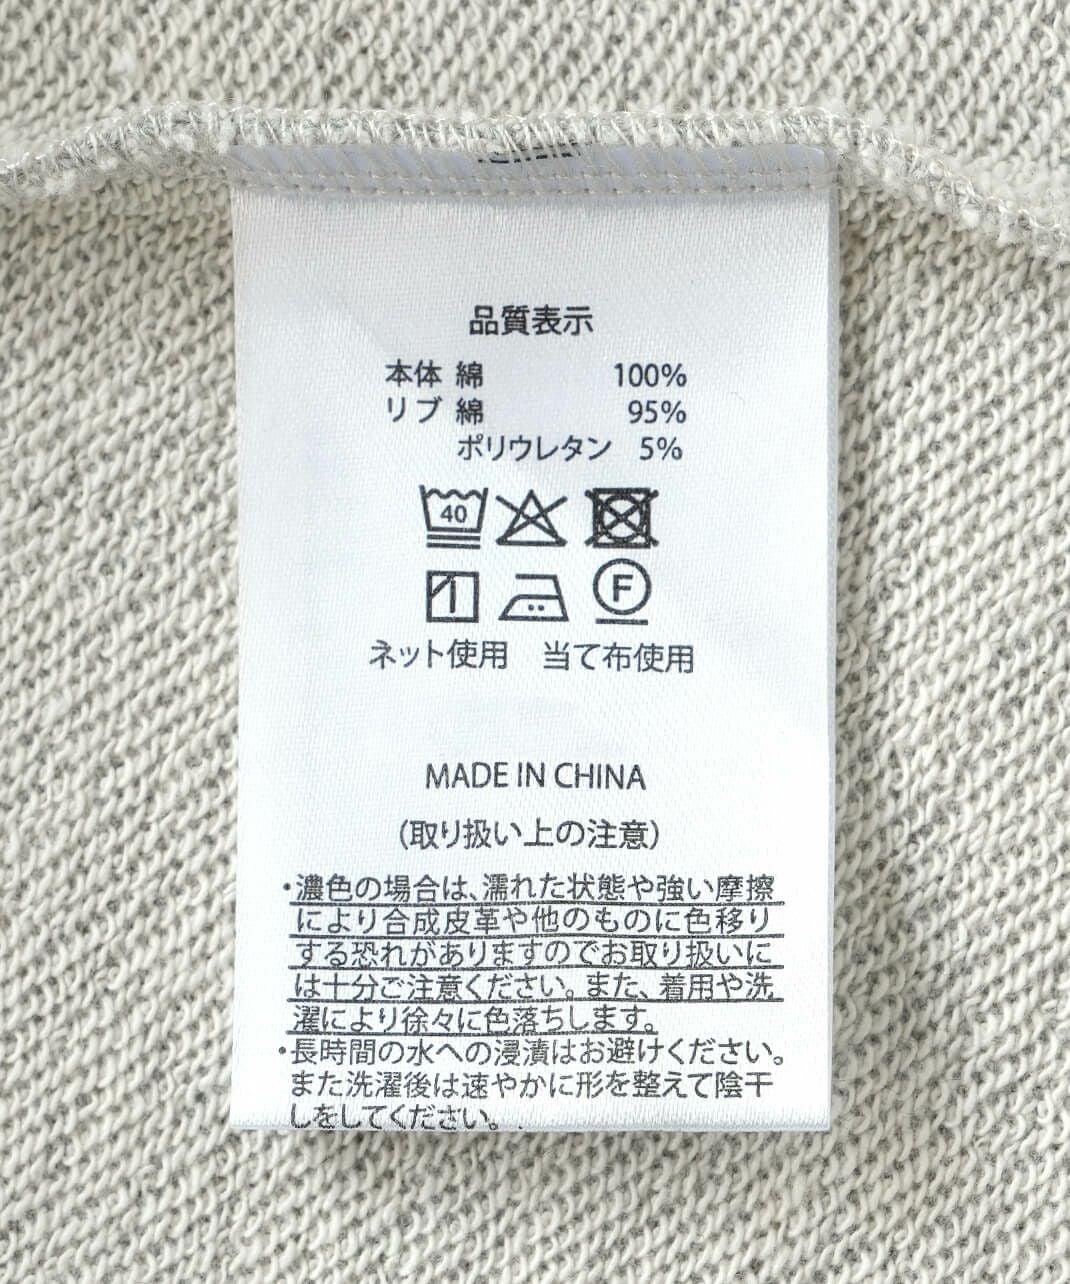 品質表示
本体 綿 100%
リブ 綿 95%
ポリウレタン 5%
40
F
ネット使用 当て布使用
MADE IN CHINA
(取り扱い上の注意)
・濃色の場合は、濡れた状態や強い摩擦
により合成皮革や他のものに色移り
する恐れがありますのでお取り扱いに
は十分ご注意ください。また、着用や洗
濯により徐々に色落ちします。
・長時間の水への浸漬はお避けください。
また洗濯後は速やかに形を整えて陰干
しをしてください。